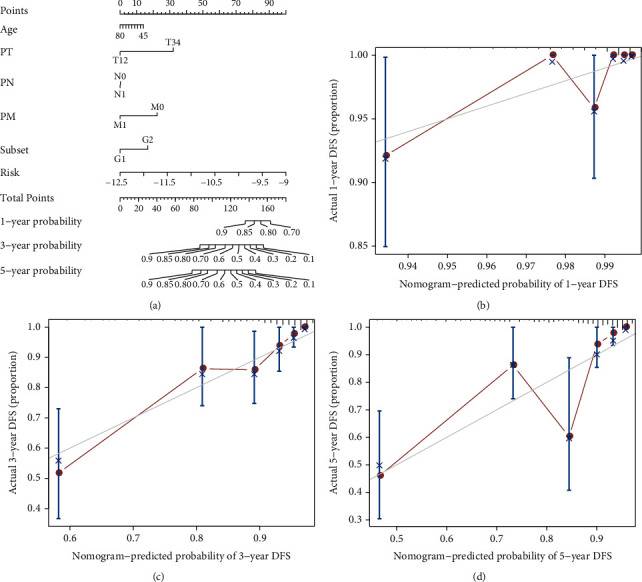 Points
0 20 40 60 80
Age
80 45
PT
T34
T12
PN
N0
N1
PM
M0
M1
Subset
G2
G1
Risk
-12.5 -11.5 -10.5 -9.5 -9
Total Points
0 20 40 60 80 120 160
1-year probability
0.9 0.85 0.80 0.70
3-year probability
0.9 0.85 0.80 0.70 0.6 0.5 0.4 0.3 0.2 0.1
5-year probability
0.9 0.85 0.80 0.70 0.6 0.5 0.4 0.3 0.2 0.1
(a)
Actual 1-year DFS (proportion)
1.00
0.95
0.90
0.85
0.94 0.95 0.96 0.97 0.98 0.99
Nomogram-predicted probability of 1-year DFS
(b)
Actual 3-year DFS (proportion)
1.0
0.9
0.8
0.7
0.6
0.5
0.4
0.6 0.7 0.8 0.9
Nomogram-predicted probability of 3-year DFS
(c)
Actual 5-year DFS (proportion)
1.0
0.9
0.8
0.7
0.6
0.5
0.4
0.3
0.5 0.6 0.7 0.8 0.9
Nomogram-predicted probability of 5-year DFS
(d)